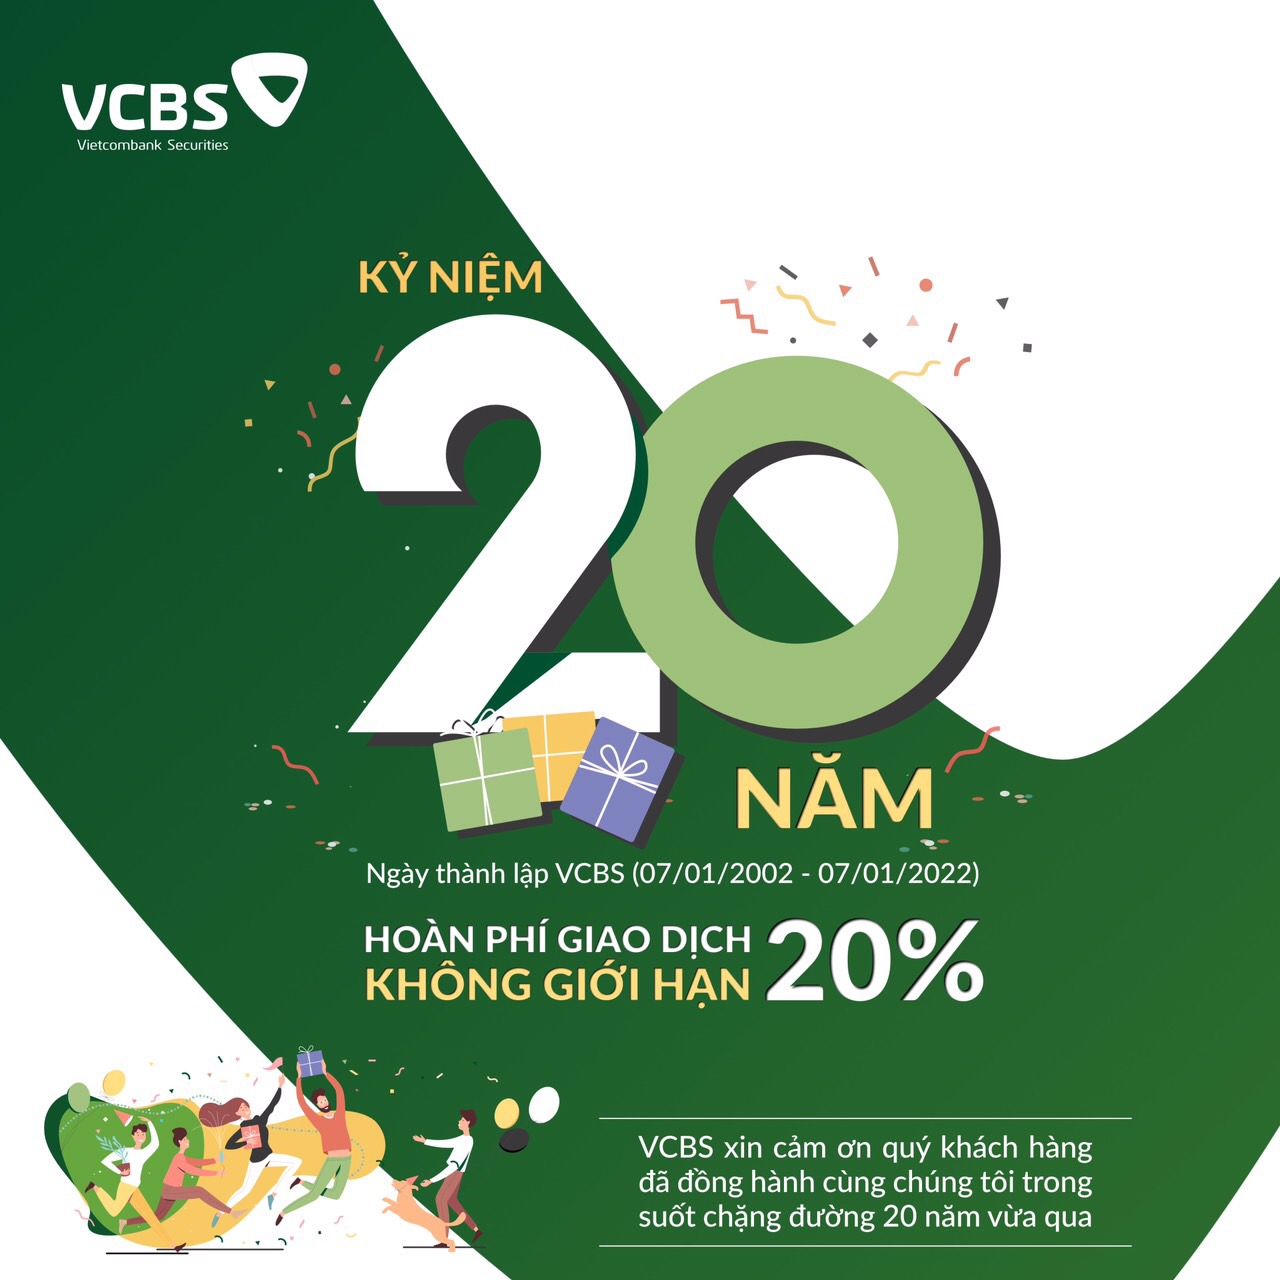 VCBS
Vietcombank Securities
KỶ NIỆM
20
NĂM
Ngày thành lập VCBS (07/01/2002 - 07/01/2022)
HOÀN PHÍ GIAO DỊCH
KHÔNG GIỚI HẠN 20%
VCBS xin cảm ơn quý khách hàng
đã đồng hành cùng chúng tôi trong
suốt chặng đường 20 năm vừa qua